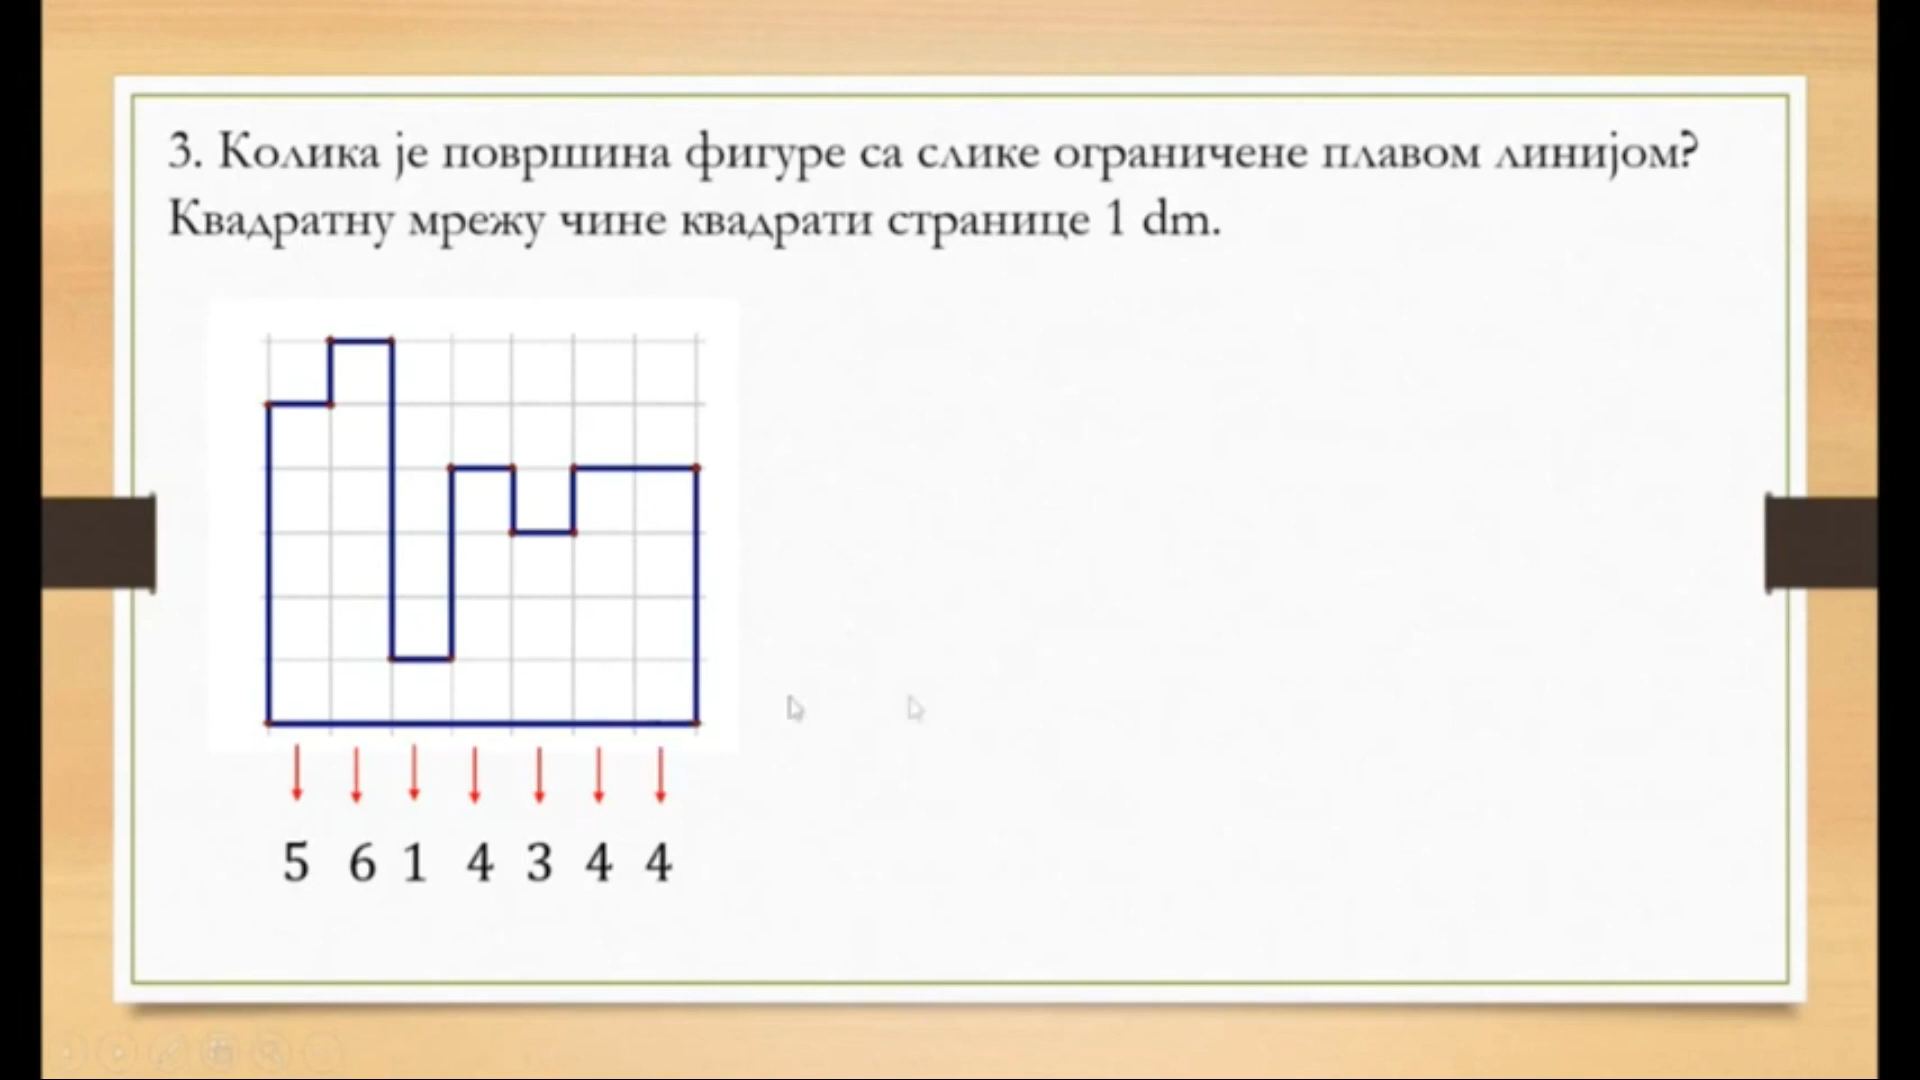 3. Колика је површина фигуре са слике ограничене плавом линијом?
Квадратну мрежу чине квадрати странице 1 dm.
5 6 1 4 3 4 4